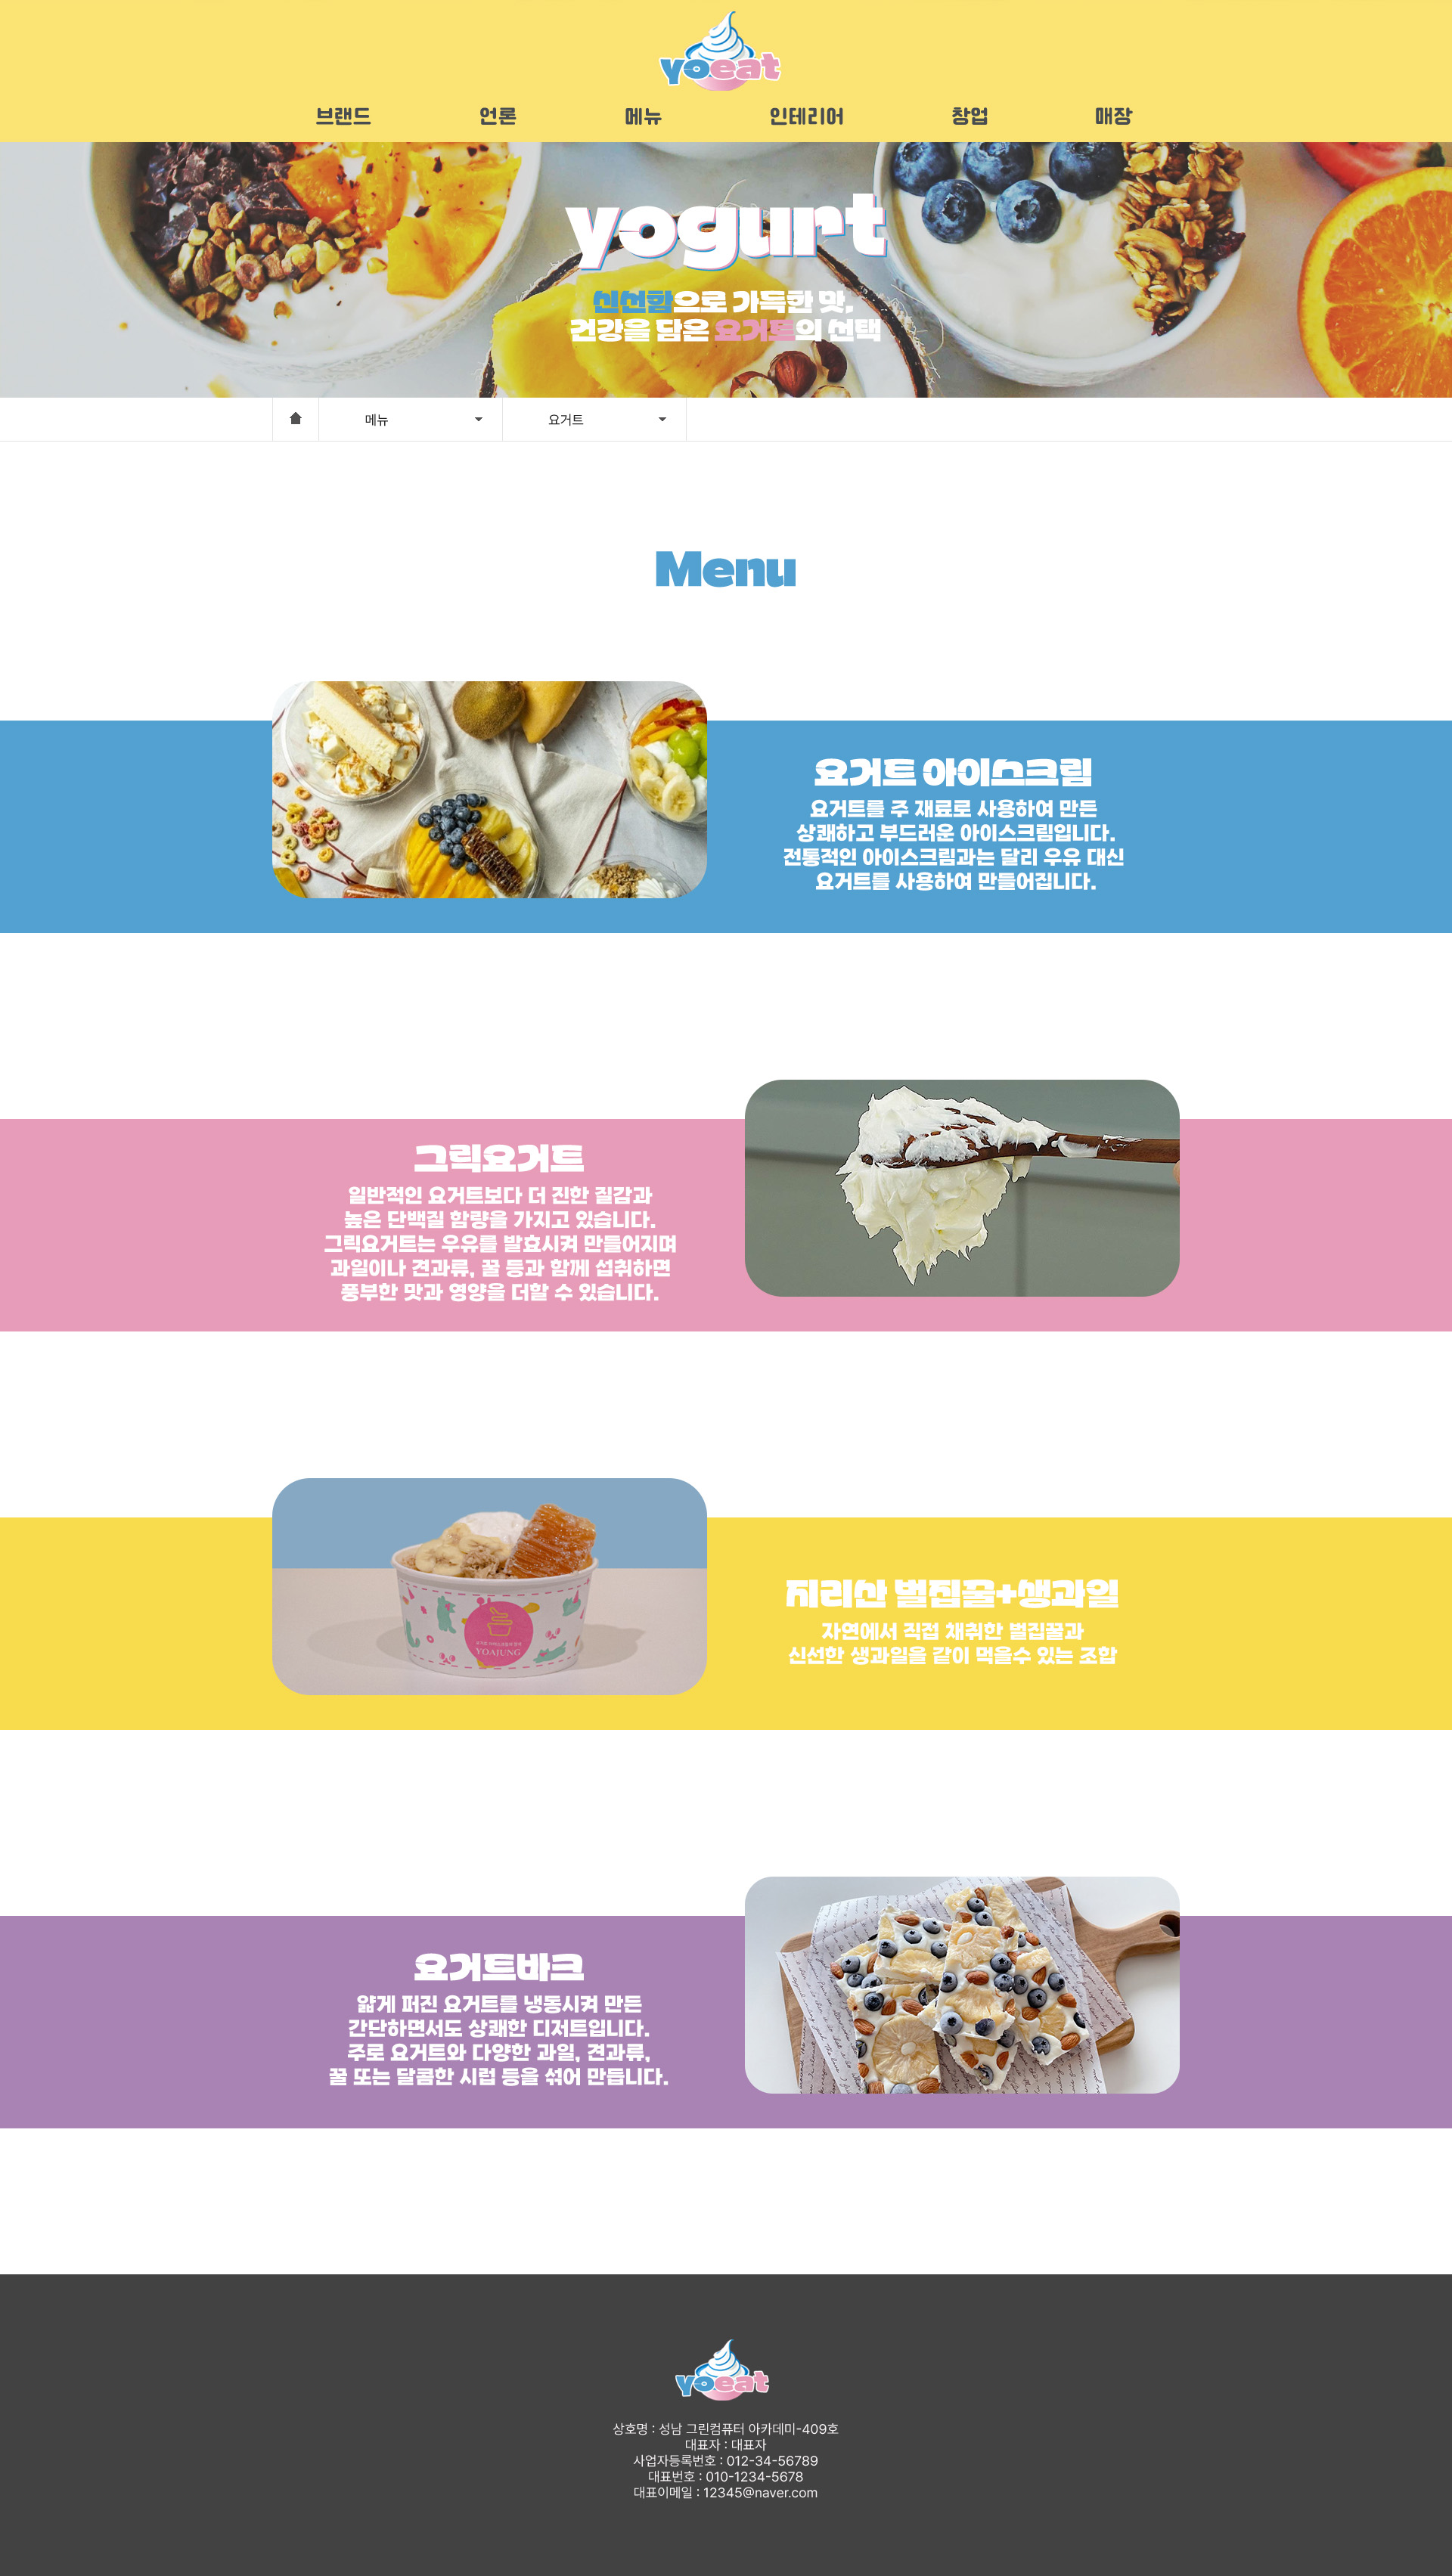 yoeat
브랜드 언론 메뉴 인테리어 창업 매장
yogurt
신선함으로 가득한 맛,
건강을 담은 요거트의 선택
메뉴 요거트
Menu
요거트 아이스크림
요거트를 주 재료로 사용하여 만든
상쾌하고 부드러운 아이스크림입니다.
전통적인 아이스크림과는 달리 우유 대신
요거트를 사용하여 만들어집니다.
그릭요거트
일반적인 요거트보다 더 진한 질감과
높은 단백질 함량을 가지고 있습니다.
그릭요거트는 우유를 발효시켜 만들어지며
과일이나 견과류, 꿀 등과 함께 섭취하면
풍부한 맛과 영양을 더할 수 있습니다.
YOAJUNG
지리산 벌집꿀+생과일
자연에서 직접 채취한 벌집꿀과
신선한 생과일을 같이 먹을수 있는 조합
요거트바크
얇게 퍼진 요거트를 냉동시켜 만든
간단하면서도 상쾌한 디저트입니다.
주로 요거트와 다양한 과일, 견과류,
꿀 또는 달콤한 시럽 등을 섞어 만듭니다.
yoeat
상호명 : 성남 그린컴퓨터 아카데미-409호
대표자 : 대표자
사업자등록번호 : 012-34-56789
대표번호 : 010-1234-5678
대표이메일 : 12345@naver.com